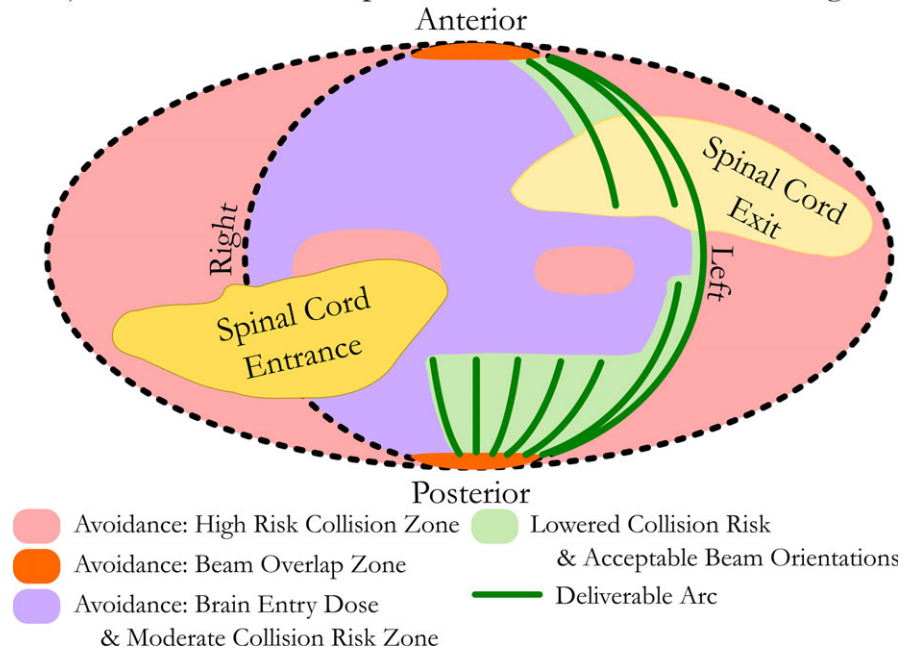 Anterior
Spinal Cord
Exit
Right
Left
Spinal Cord
Entrance
Posterior
Avoidance: High Risk Collision Zone
Lowered Collision Risk
& Acceptable Beam Orientations
Avoidance: Beam Overlap Zone
Deliverable Arc
Avoidance: Brain Entry Dose
& Moderate Collision Risk Zone